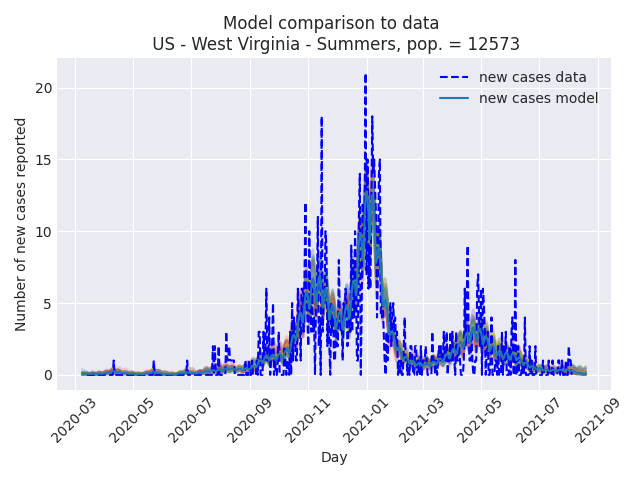 Model comparison to data
US - West Virginia - Summers, pop. = 12573
new cases data
new cases model
Number of new cases reported
20
15
10
5
0
2020-03
2020-05
2020-07
2020-09
2020-11
2021-01
2021-03
2021-05
2021-07
2021-09
Day